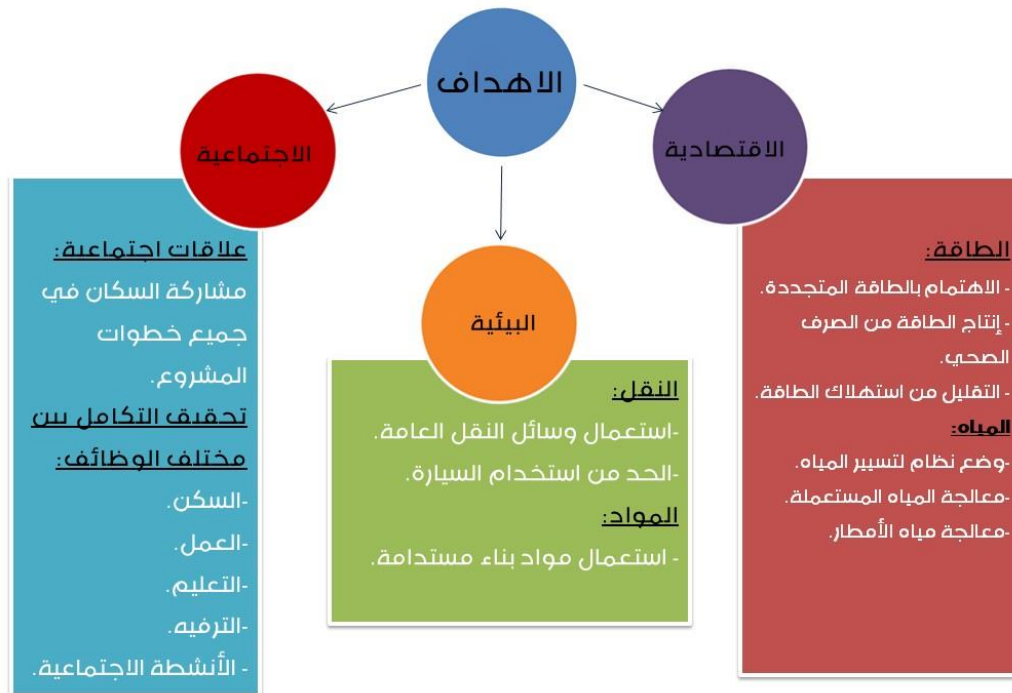 الاهداف
الاقتصادية
الطاقة:
- الاهتمام بالطاقة المتجددة.
- إنتاج الطاقة من الصرف
الصحي.
- التقليل من استهلاك الطاقة.
المياه:
-وضع نظام لتسيير المياه.
-معالجة المياه المستعملة.
-معالجة مياه الأمطار.
البيئية
النقل:
-استعمال وسائل النقل العامة.
-الحد من استخدام السيارة.
المواد:
- استعمال مواد بناء مستدامة.
الاجتماعية
علاقات اجتماعية:
مشاركة السكان في
جميع خطوات
المشروع.
تحقيق التكامل بين
مختلف الوظائف:
-السكن.
-العمل.
-التعليم.
-الترفيه.
- الأنشطة الاجتماعية.